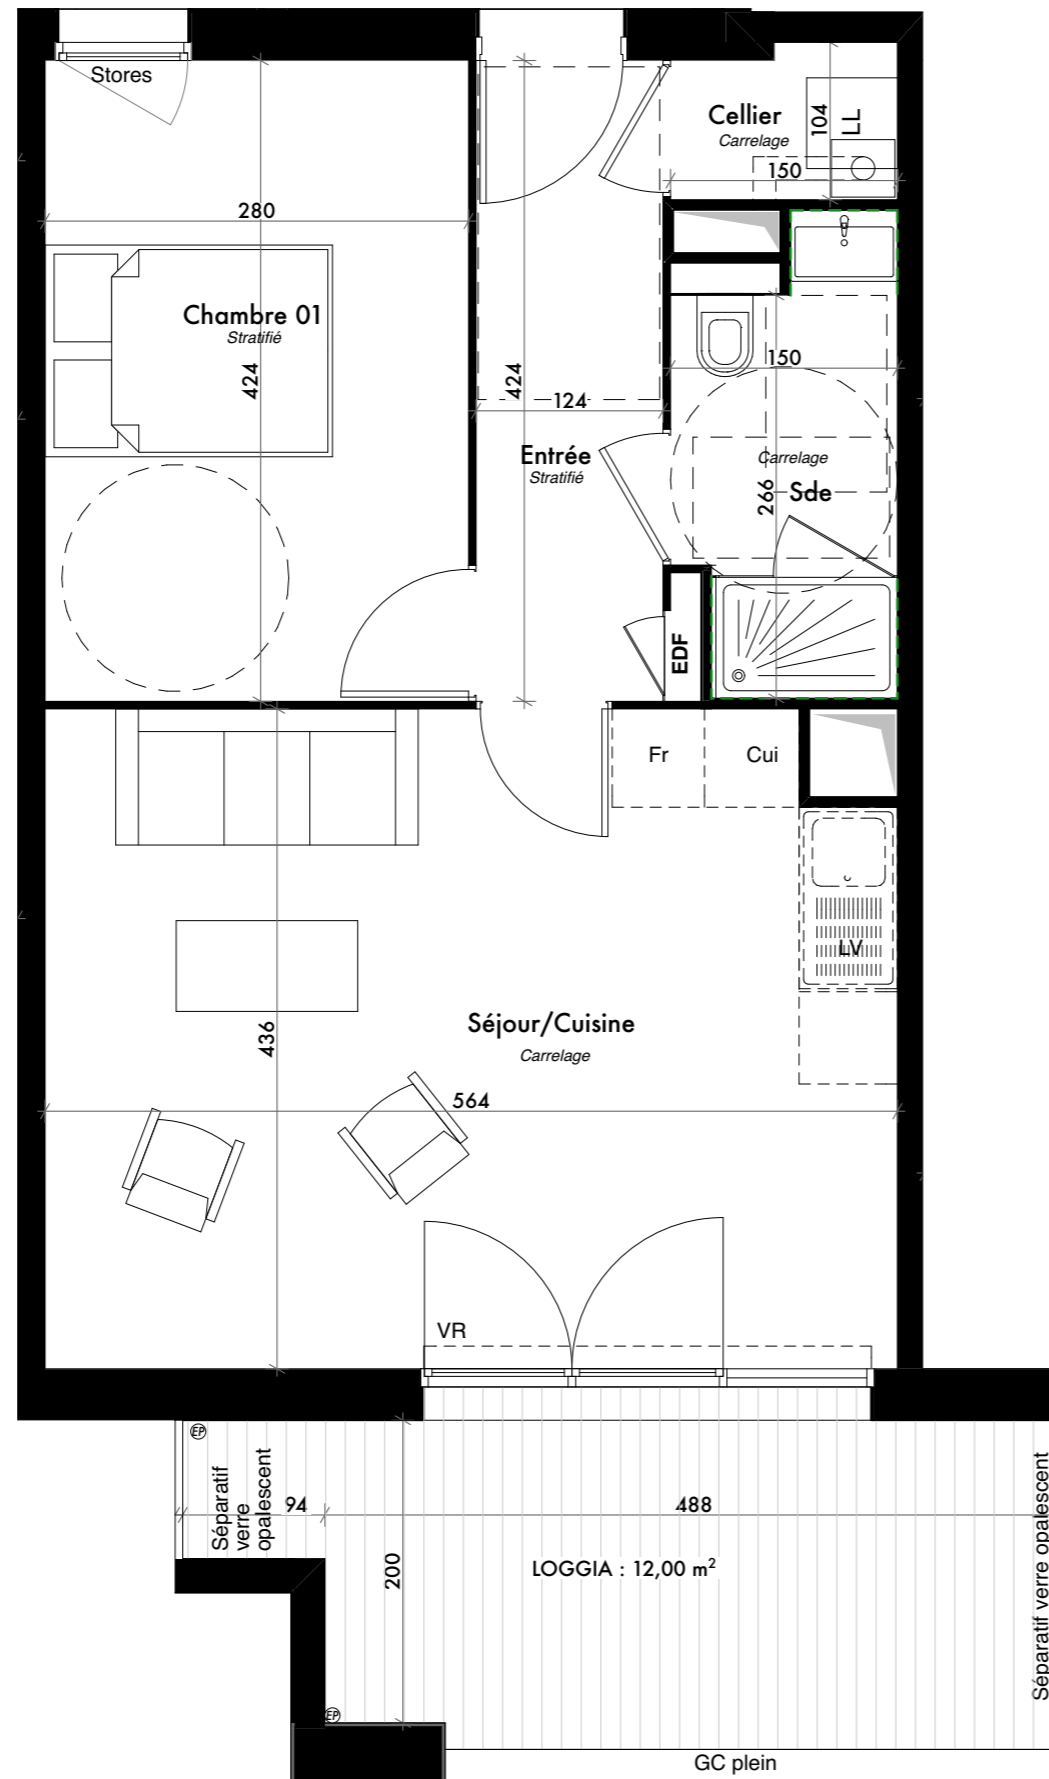 Stores
Cellier
Carrelage
104
LL
150
280
Chambre 01
Stratifié
424
424
124
150
Entrée
Stratifié
Carrelage
266
Sde
EDF
Fr
Cui
LV
Séjour/Cuisine
Carrelage
436
564
VR
EP
Séparatif
verre
opalescent
94
488
200
LOGGIA : 12,00 m²
Séparatif verre opalescent
EP
GC plein